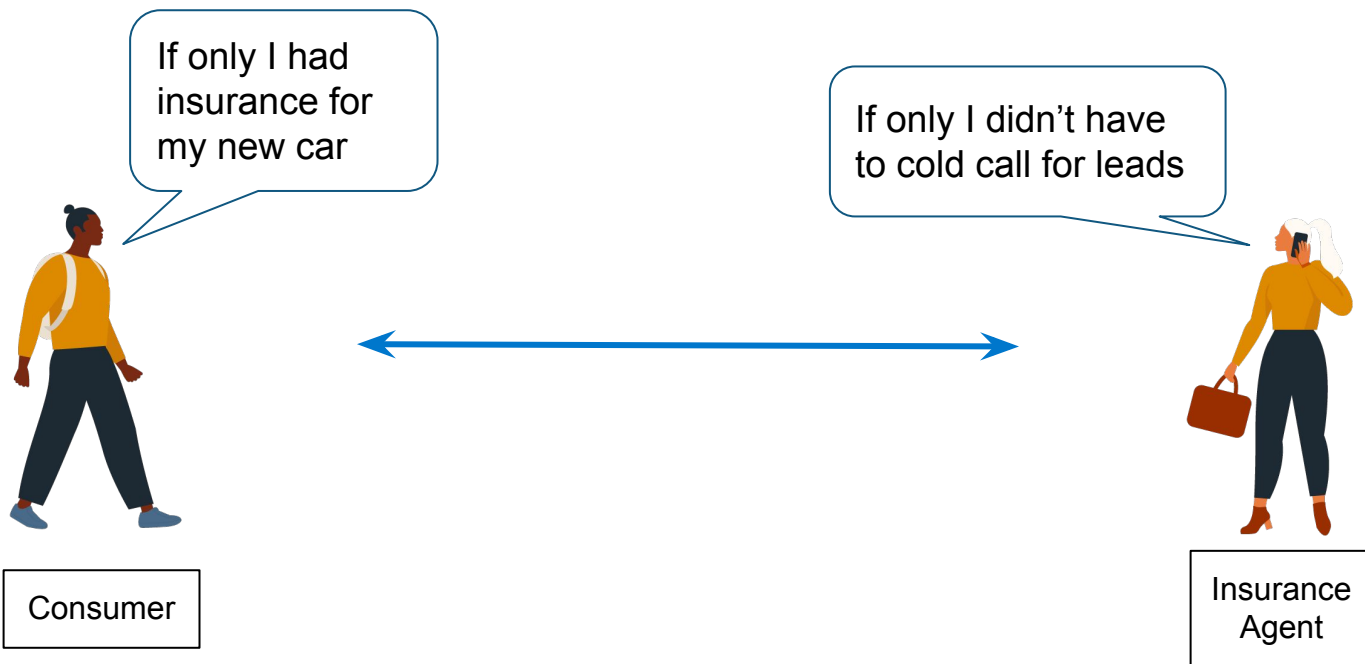 If only I had
insurance for
my new car
If only I didn’t have
to cold call for leads
Consumer
Insurance
Agent